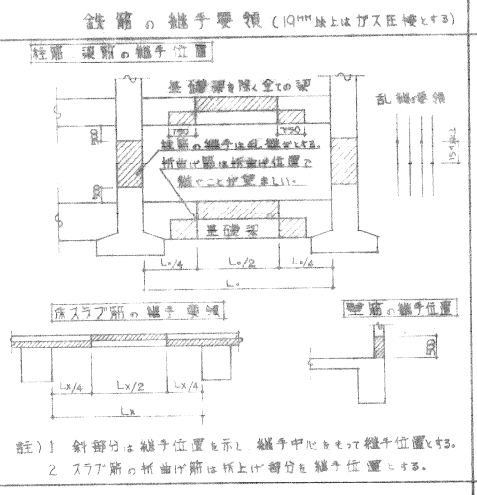 鉄筋の継手要領(19mm以上はガス圧接とする)
柱筋・梁筋の継手位置
基礎梁を除く全ての梁
乱継ぎ要領
750
750
500
鉄筋の継手は乱継ぎとする。
折曲げ筋は折曲げ位置で
継ぐことが望ましい。
500
基礎梁
Lo/4
Lo/2
Lo/4
Lo
床スラブ筋の継手要領
壁筋の継手位置
500
Lx/4
Lx/2
Lx/4
Lx
註)1 斜部分は継手位置を示し 継手中心をもって継手位置とする。
2 スラブ筋の折曲げ筋は折上げ部分を継手位置とする。